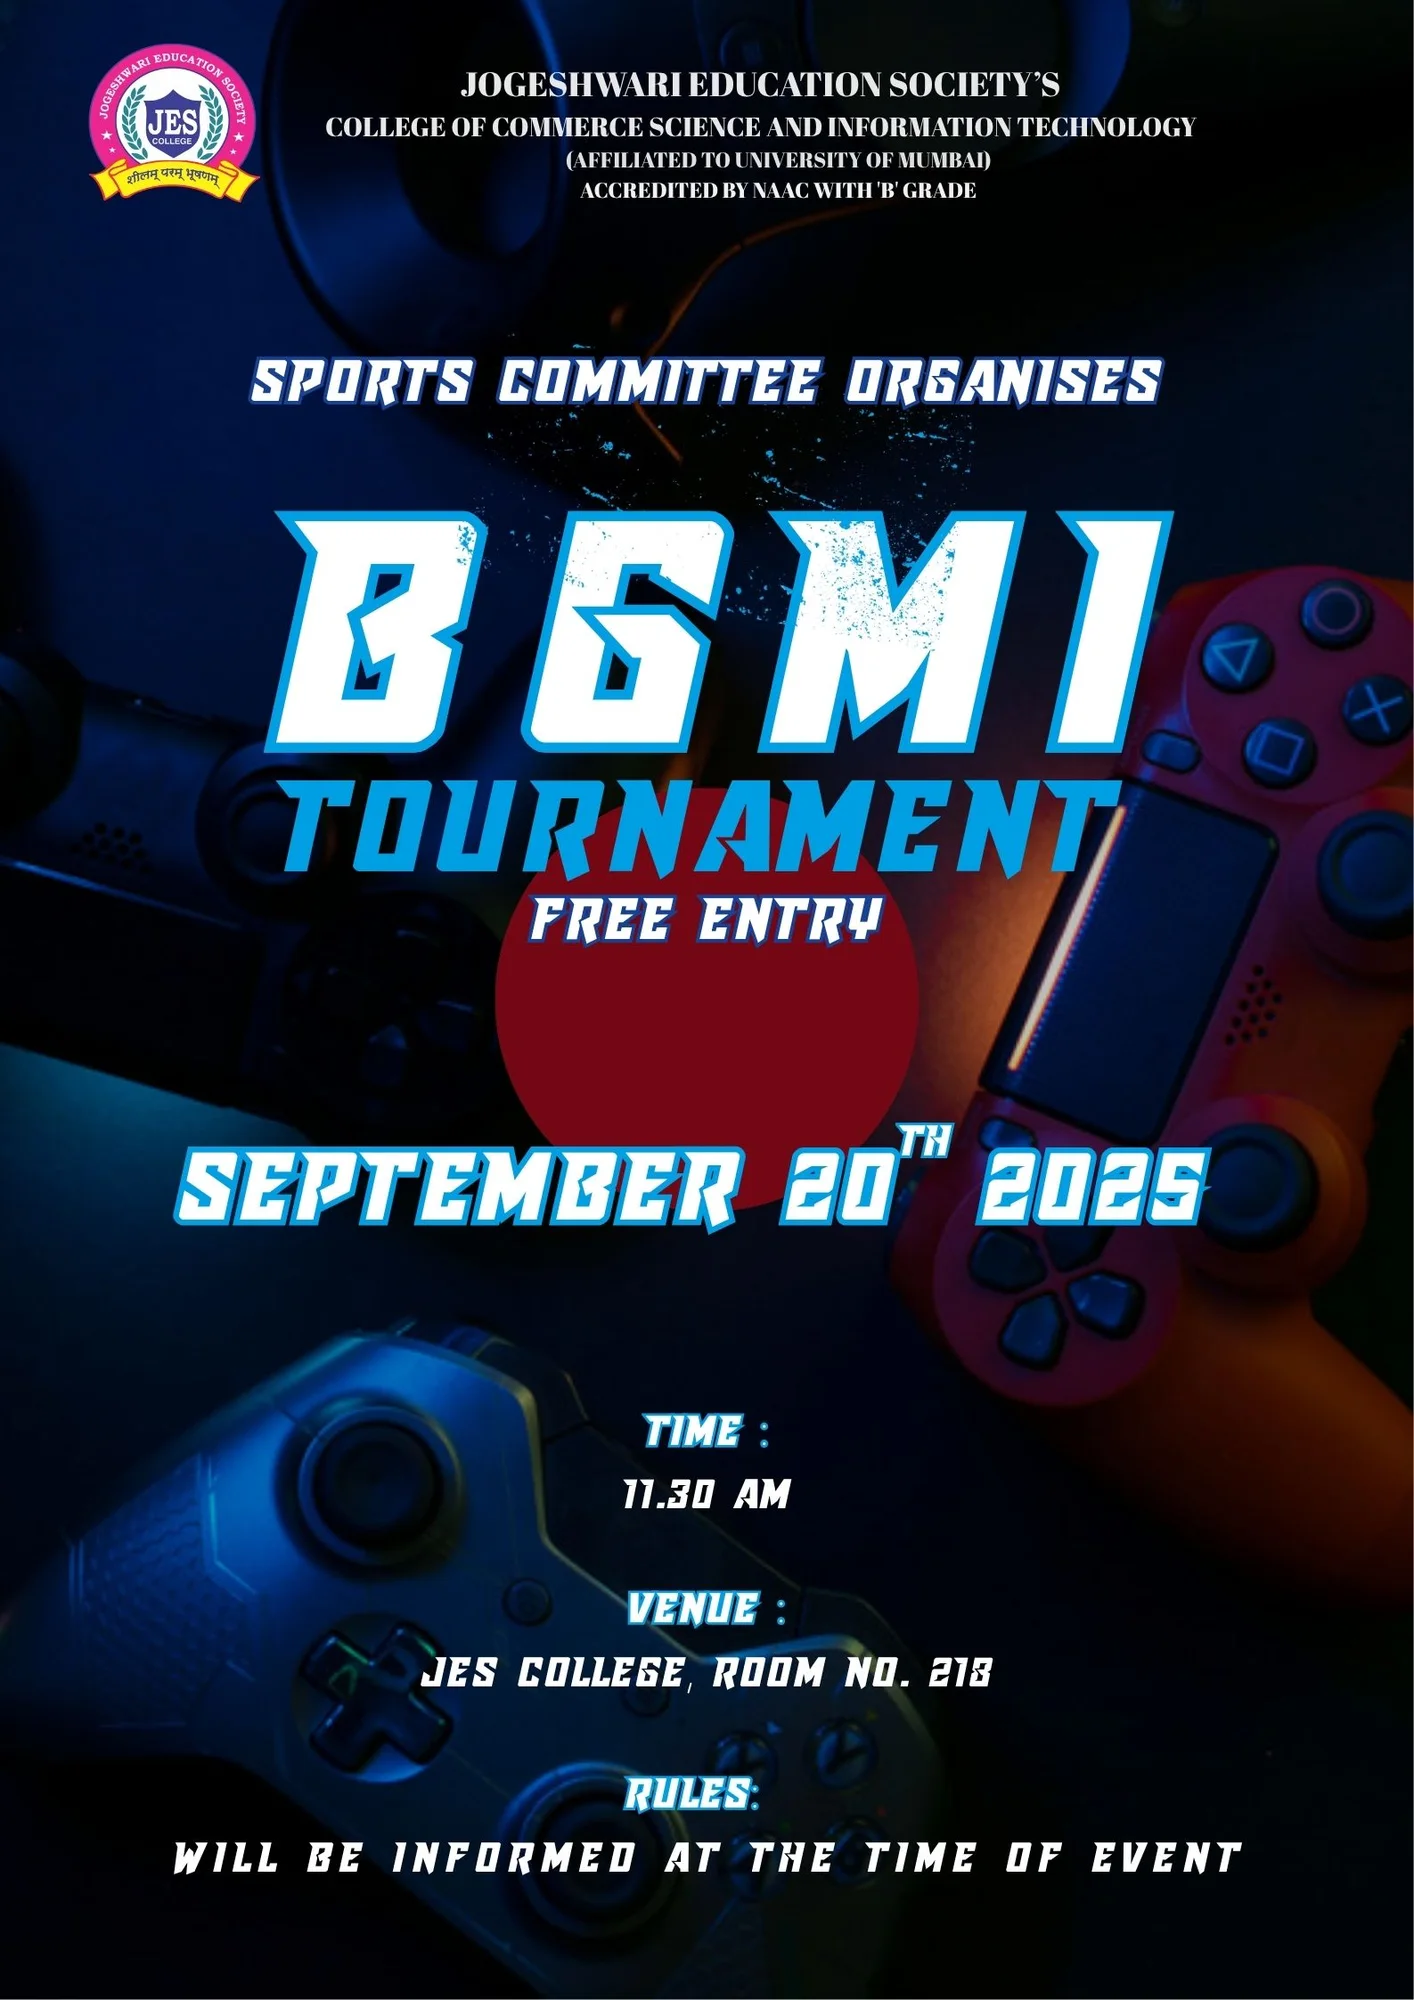 JOGESHWARI EDUCATION SOCIETY
JES
COLLEGE
शीलम् परम् भूषणम्
JOGESHWARI EDUCATION SOCIETY'S
COLLEGE OF COMMERCE SCIENCE AND INFORMATION TECHNOLOGY
(AFFILIATED TO UNIVERSITY OF MUMBAI)
ACCREDITED BY NAAC WITH 'B' GRADE
SPORTS COMMITTEE ORGANISES
BGMI
TOURNAMENT
FREE ENTRY
SEPTEMBER 20TH 2025
TIME :
11.30 AM
VENUE :
JES COLLEGE, ROOM NO. 218
RULES:
WILL BE INFORMED AT THE TIME OF EVENT